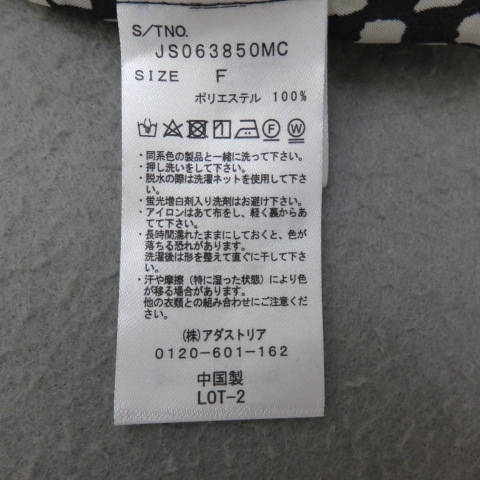 S/TNO.
JS063850MC
SIZE F
ポリエステル 100%
F W
・同系色の製品と一緒に洗って下さい。
・押し洗いをして下さい。
・脱水の際は洗濯ネットを使用して下さ
い。
・蛍光増白剤入り洗剤はお避け下さい。
・アイロンはあて布をし、軽く裏からあ
てて下さい。
・長時間濡れたままにしておくと、色が
落ちる恐れがあります。
洗濯後は形を整えて直ぐに干して下さ
い。
・汗や摩擦（特に湿った状態）により色
が移る場合があります。
他の衣類との組み合わせにご注意くだ
さい。
(株)アダストリア
0120-601-162
中国製
LOT-2